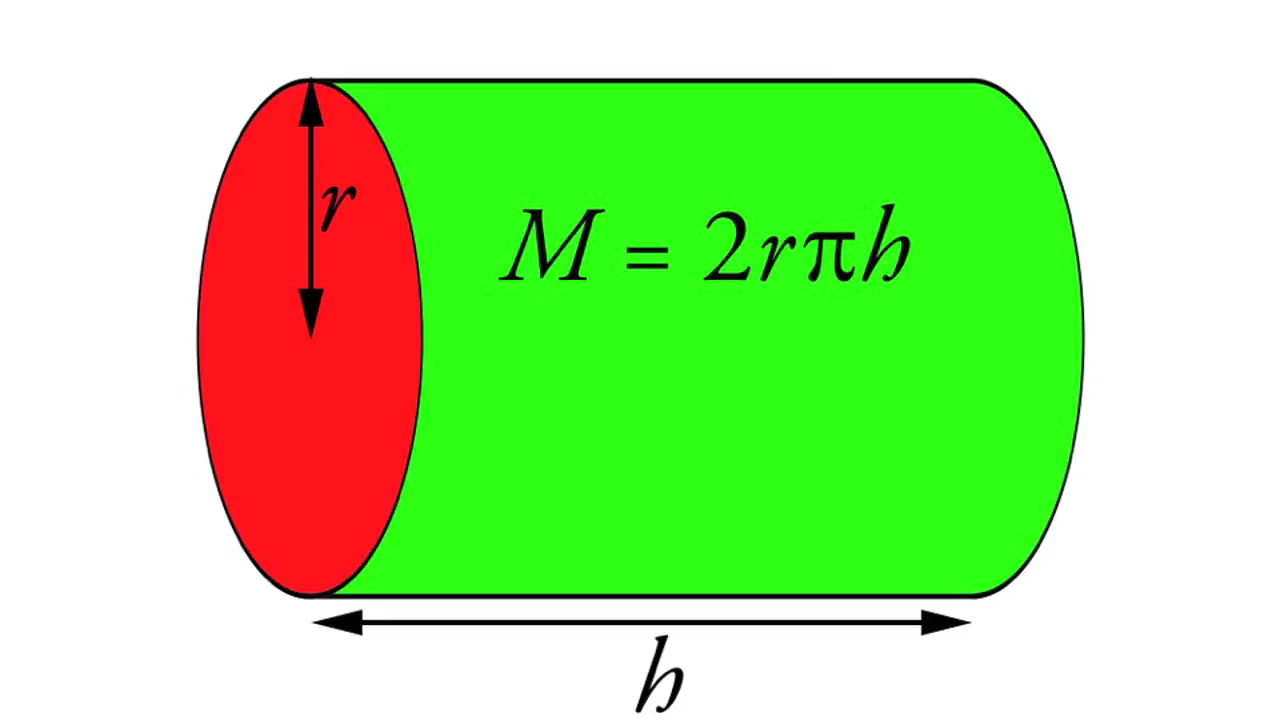 r
M = 2rπh
h